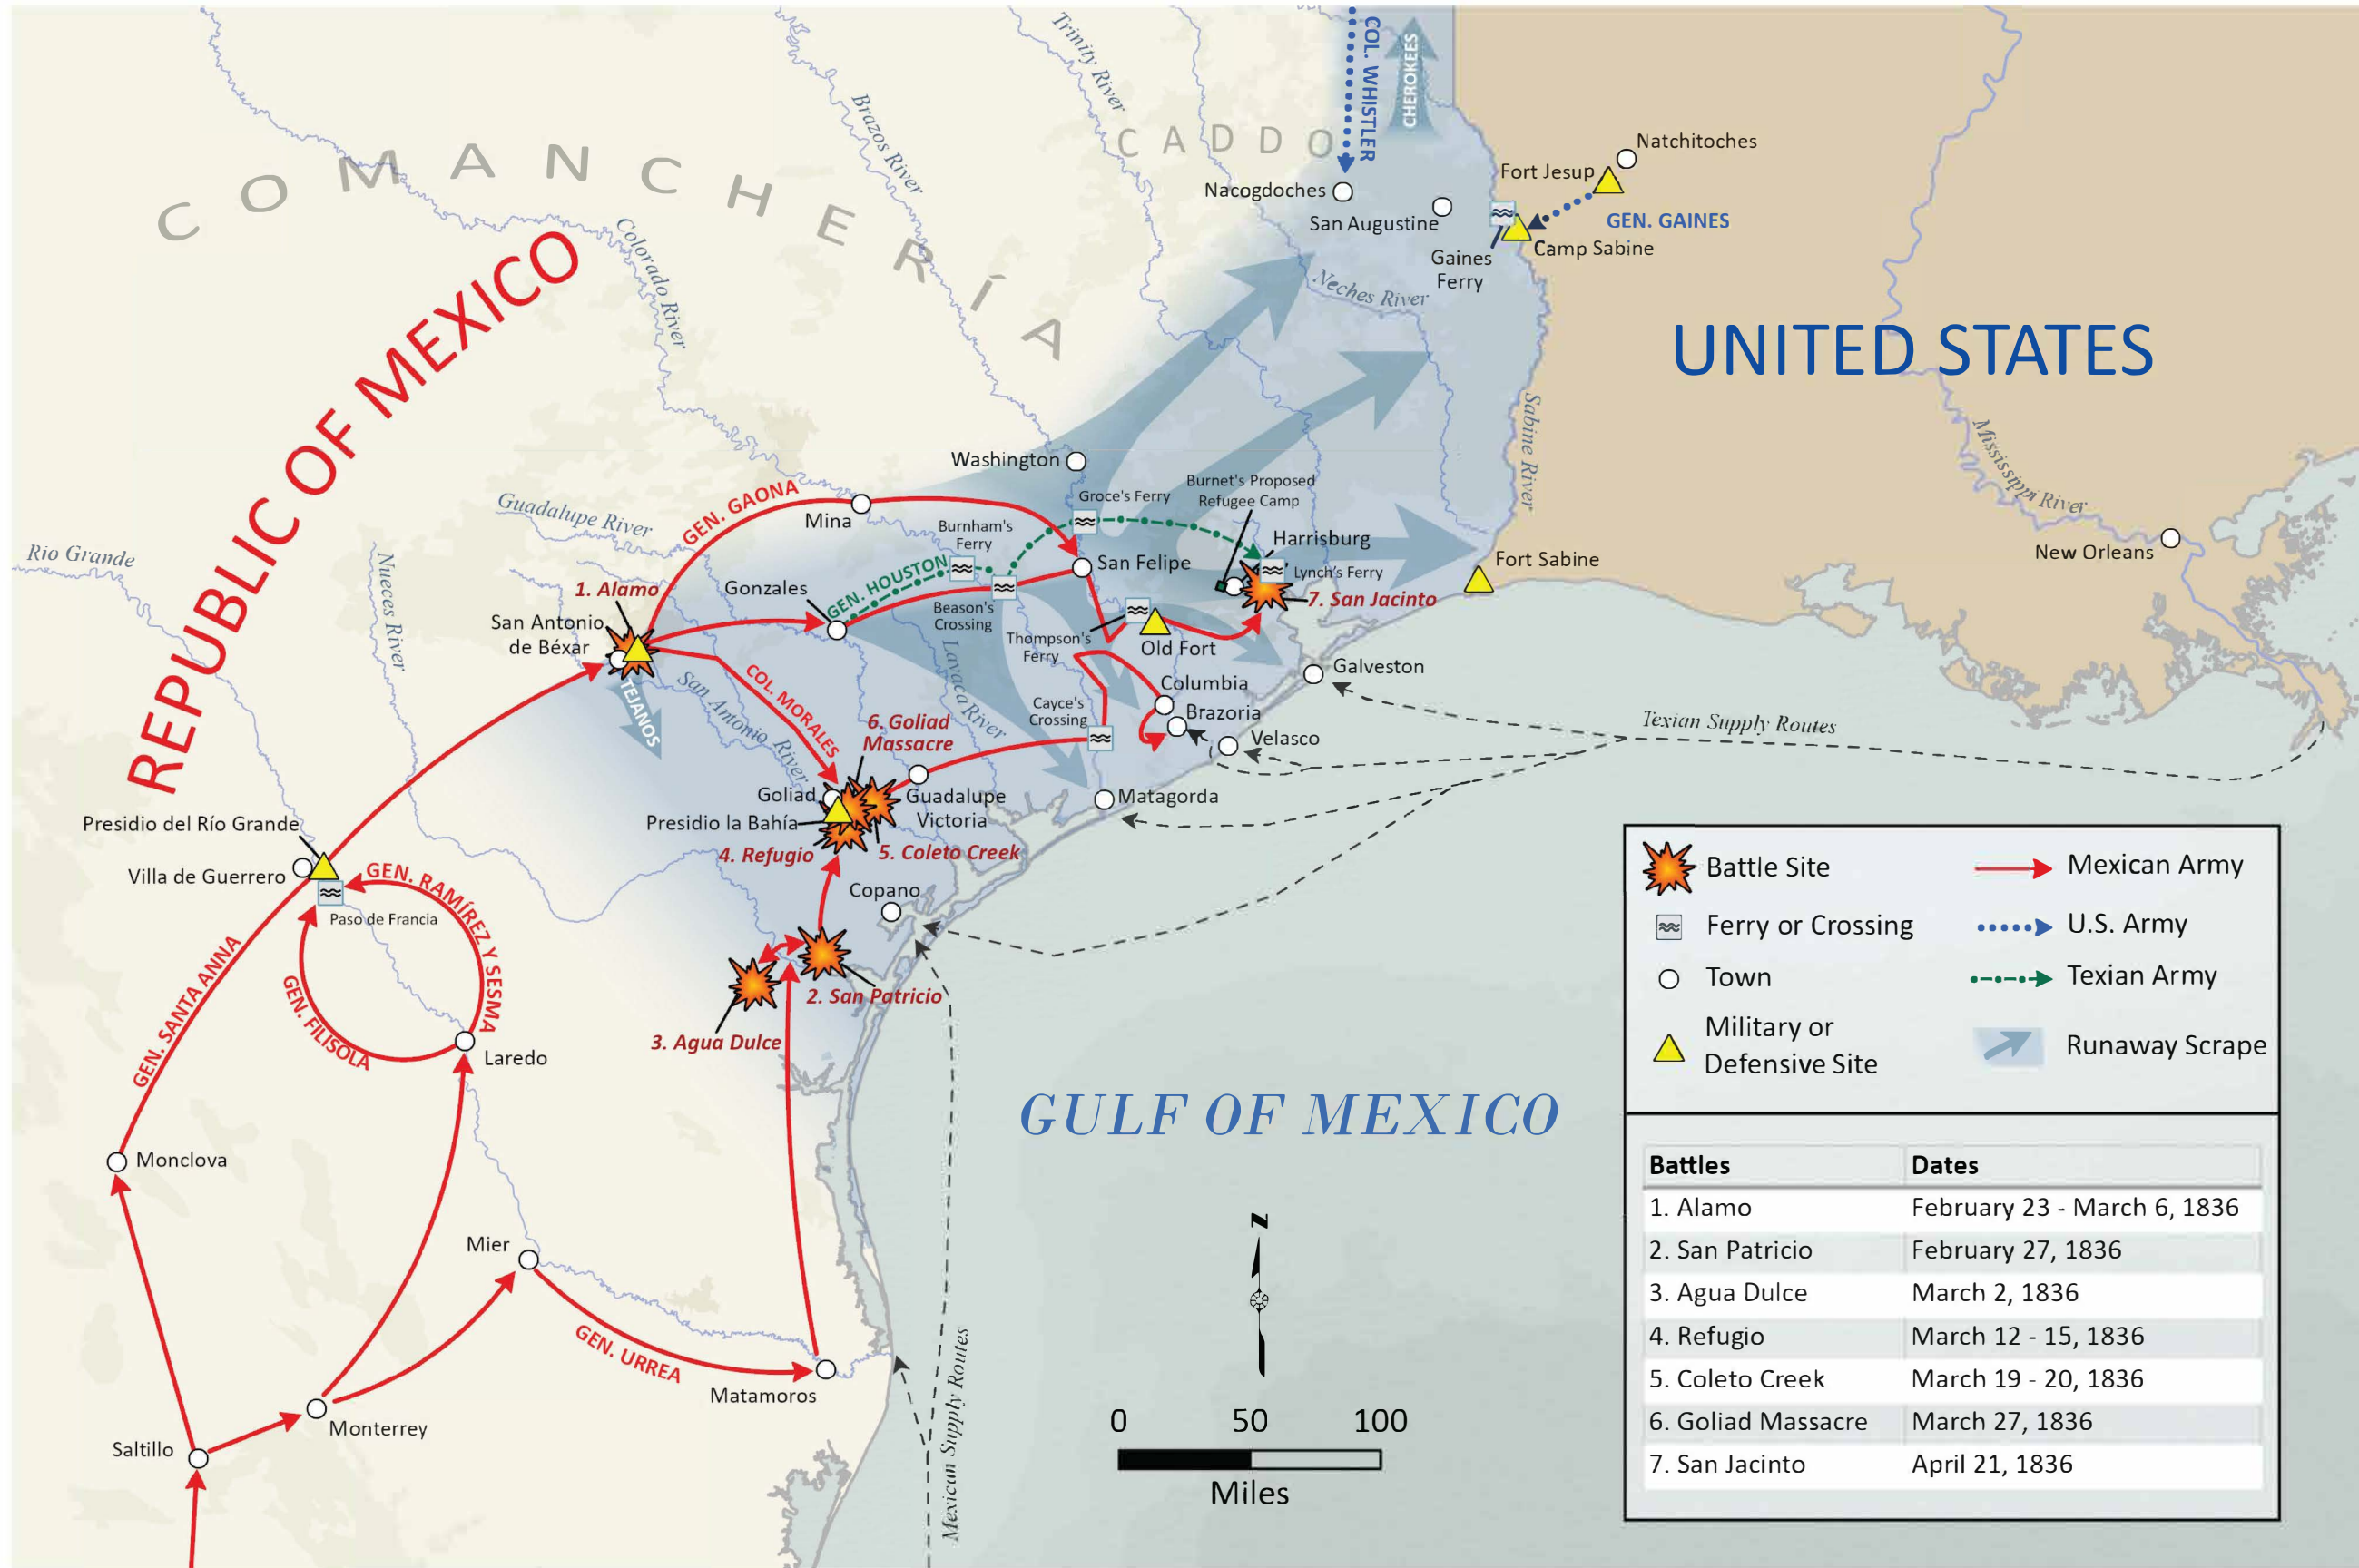 COL. WHISTLER
CHEROKEES
Trinity River
Brazos River
CADDO
COMANCHERÍA
Natchitoches
Fort Jesup
Nacogdoches
San Augustine
GEN. GAINES
Gaines
Ferry
Camp Sabine
Colorado River
Neches River
REPUBLIC OF MEXICO
UNITED STATES
Sabine River
Mississippi River
New Orleans
Washington
Groce's Ferry
Burnet's Proposed
Refugee Camp
Guadalupe River
GEN. GAONA
Mina
Burnham's
Ferry
Harrisburg
Rio Grande
Nueces River
San Felipe
Lynch's Ferry
Fort Sabine
1. Alamo
Gonzales
GEN. HOUSTON
7. San Jacinto
Beason's
Crossing
San Antonio
de Béxar
Thompson's
Ferry
Old Fort
Lavaca River
TEJANOS
San Antonio River
COL. MORALES
Galveston
Columbia
Cayce's
Crossing
Brazoria
6. Goliad
Massacre
Velasco
Texian Supply Routes
Goliad
Guadalupe
Victoria
Matagorda
Presidio la Bahía
Presidio del Río Grande
4. Refugio
5. Coleto Creek
Villa de Guerrero
GEN. RAMÍREZ Y SESMA
Copano
Paso de Francia
GEN. SANTA ANNA
GEN. FILISOLA
2. San Patricio
3. Agua Dulce
Laredo
GULF OF MEXICO
Monclova
Mier
GEN. URREA
Matamoros
Mexican Supply Routes
Monterrey
Saltillo
N
0 50 100
Miles
Battle Site
Mexican Army
Ferry or Crossing
U.S. Army
Town
Texian Army
Military or
Defensive Site
Runaway Scrape
Battles Dates
1. Alamo February 23 - March 6, 1836
2. San Patricio February 27, 1836
3. Agua Dulce March 2, 1836
4. Refugio March 12 - 15, 1836
5. Coleto Creek March 19 - 20, 1836
6. Goliad Massacre March 27, 1836
7. San Jacinto April 21, 1836